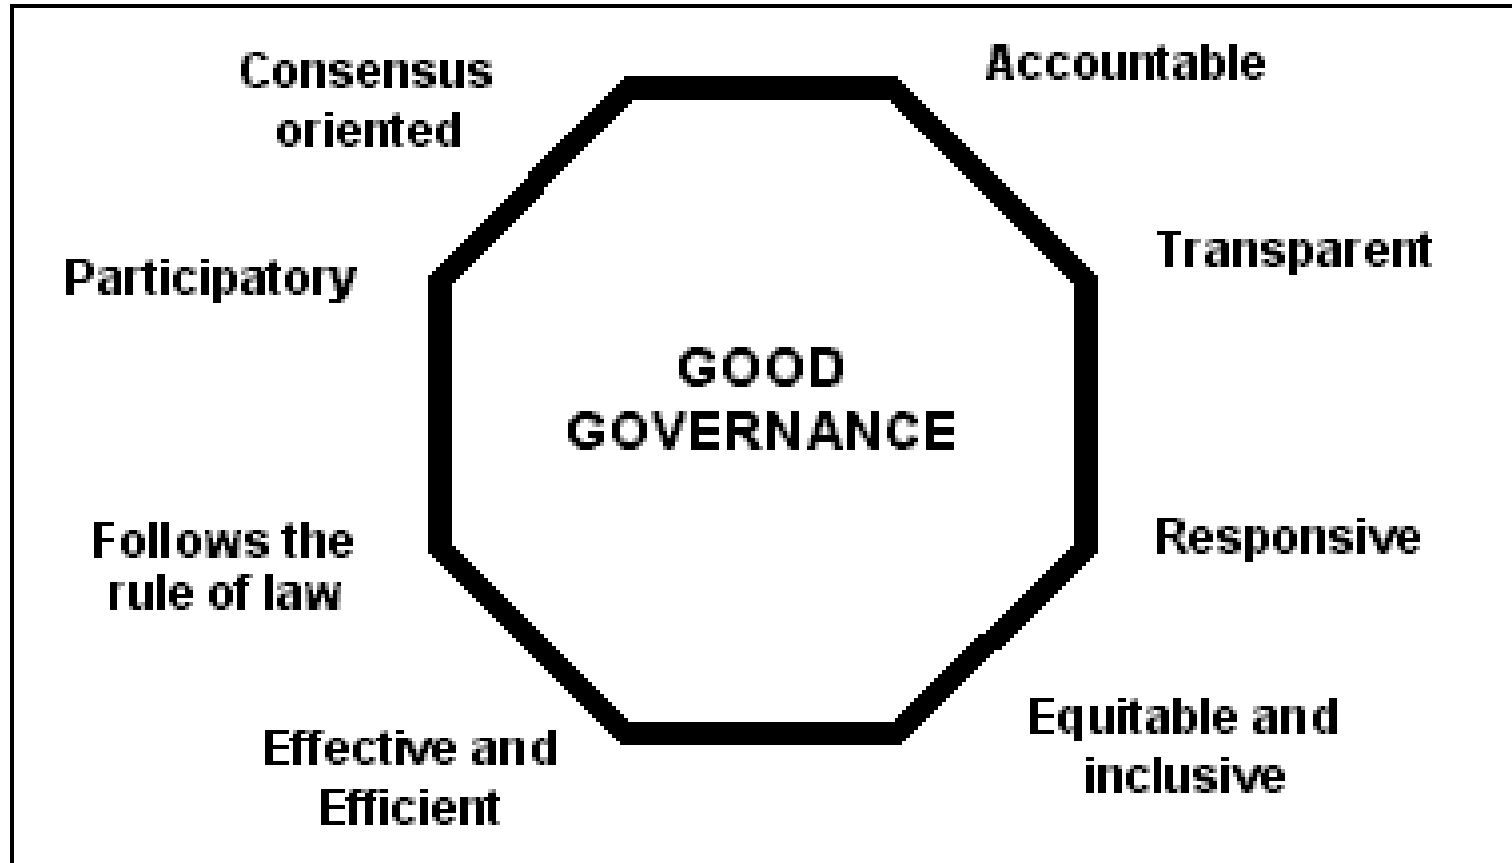 Consensus
oriented
Accountable
Participatory
Transparent
GOOD
GOVERNANCE
Follows the
rule of law
Responsive
Effective and
Efficient
Equitable and
inclusive